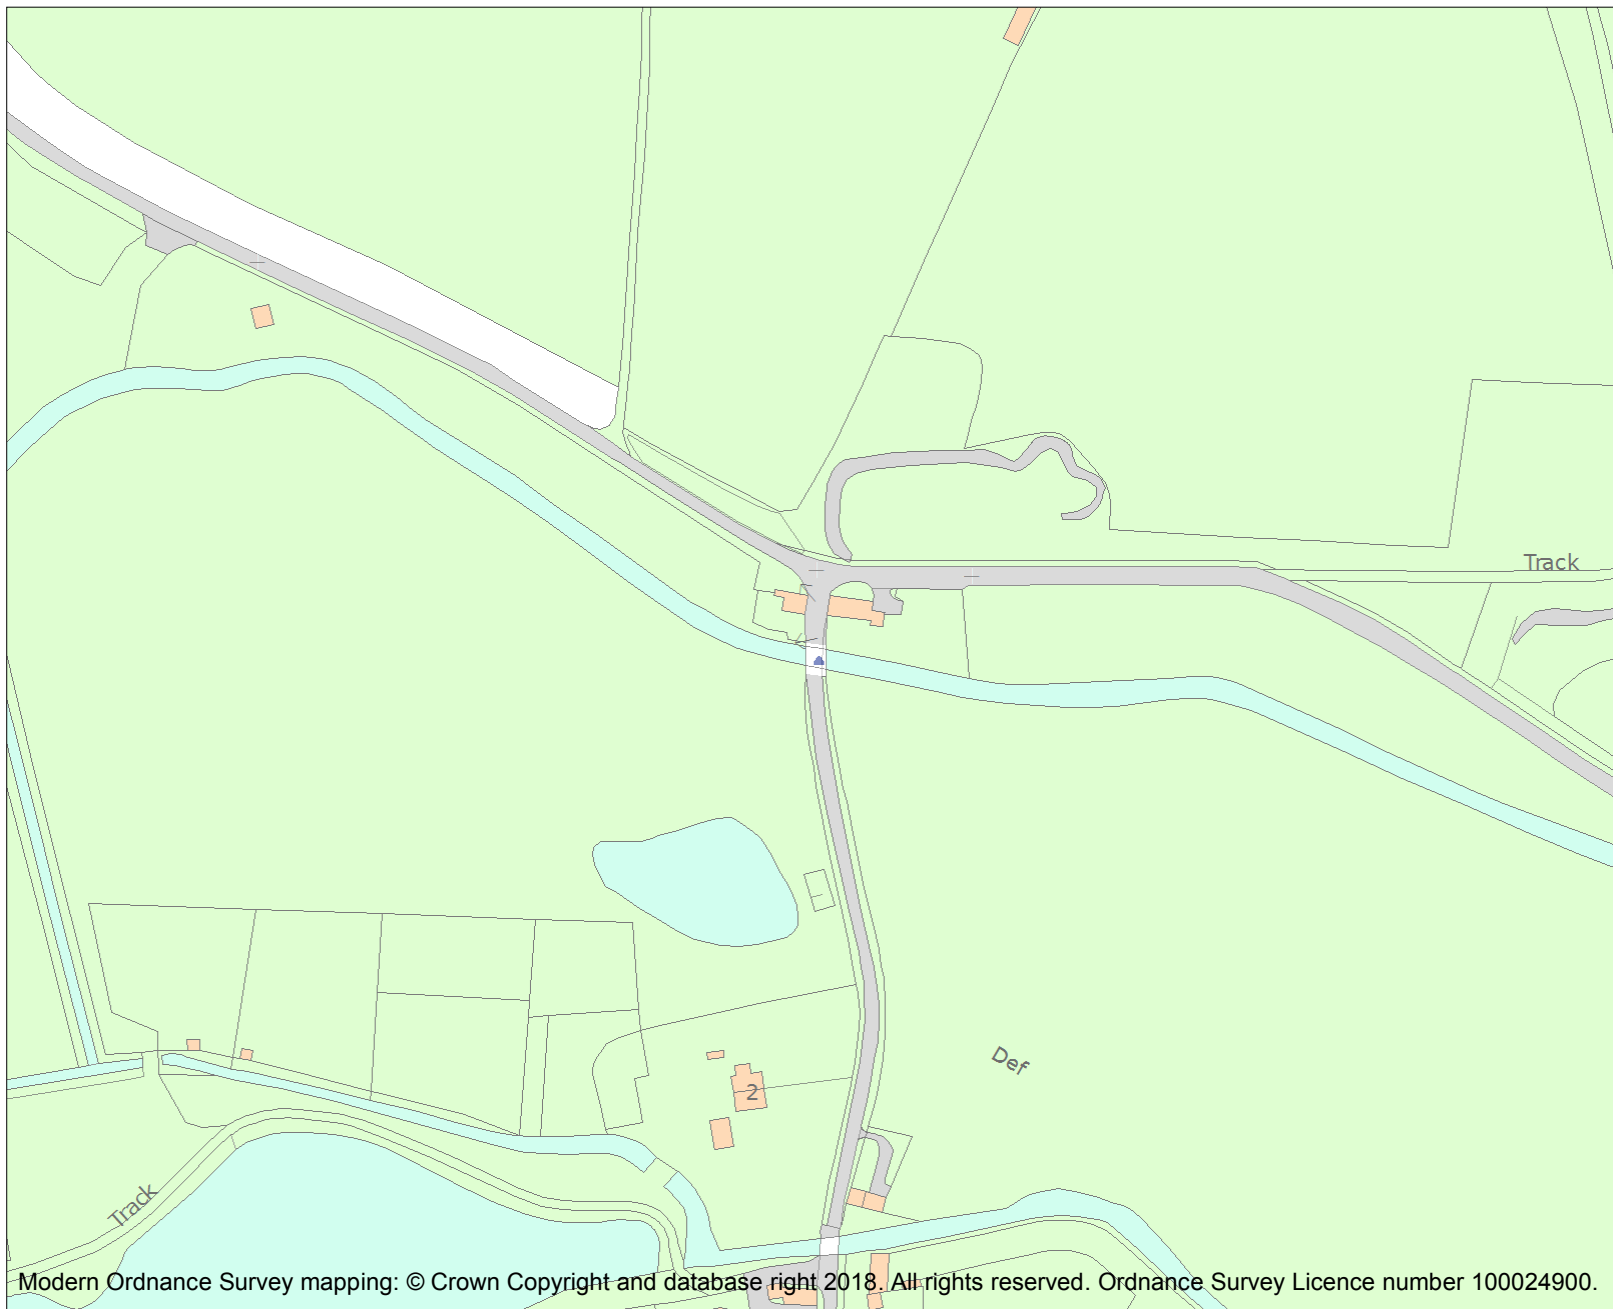 Track
Def
2
Track
Modern Ordnance Survey mapping: © Crown Copyright and database right 2018. All rights reserved. Ordnance Survey Licence number 100024900.